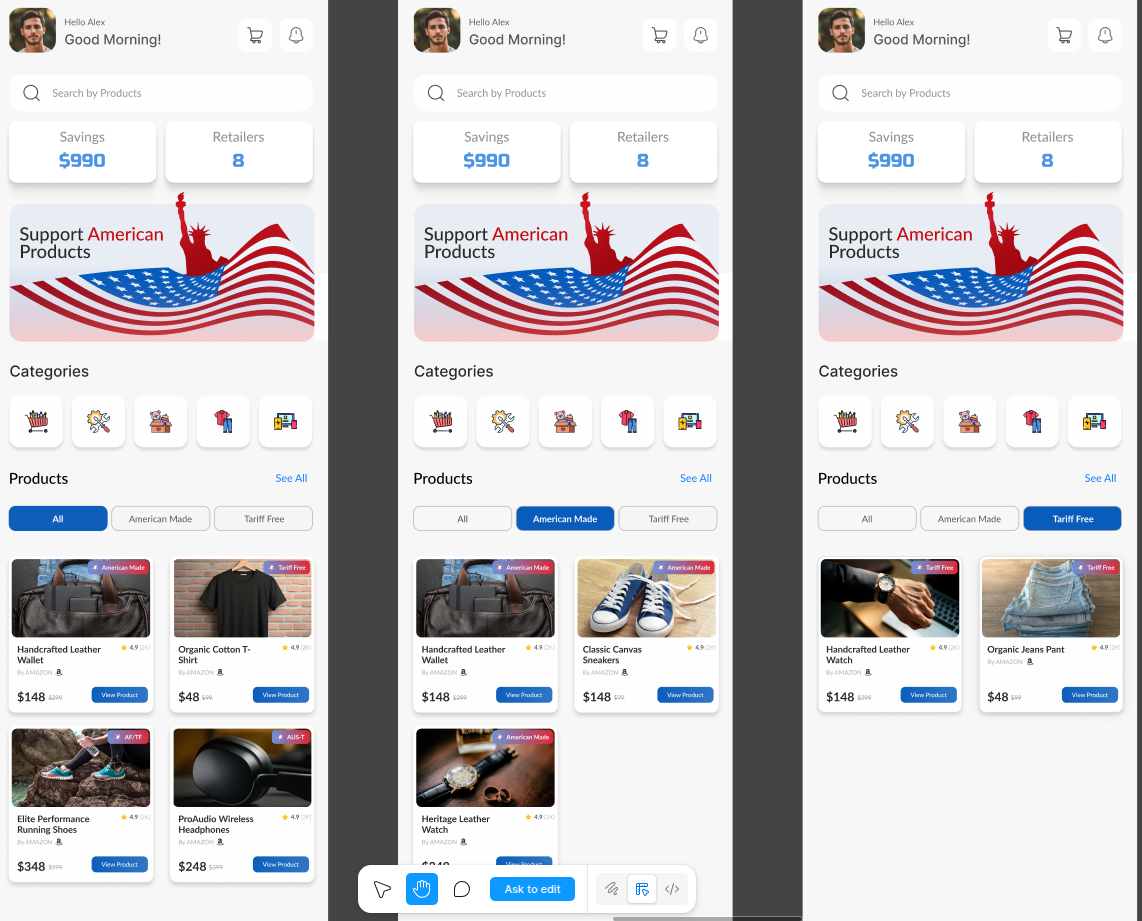 Hello Alex
Good Morning!
Search by Products
Savings
$990
Retailers
8
Support American
Products
Categories
Products
See All
All
American Made
Tariff Free
American Made
Handcrafted Leather
Wallet
4.9 (2K)
By AMAZON
$148 $299
View Product
Tariff Free
Organic Cotton T-
Shirt
4.9 (2K)
By AMAZON
$48 $99
View Product
AF/TF
Elite Performance
Running Shoes
4.9 (2K)
By AMAZON
$348 $599
View Product
AUS-T
ProAudio Wireless
Headphones
4.9 (2K)
By AMAZON
$248 $399
View Product
Hello Alex
Good Morning!
Search by Products
Savings
$990
Retailers
8
Support American
Products
Categories
Products
See All
All
American Made
Tariff Free
American Made
Handcrafted Leather
Wallet
4.9 (2K)
By AMAZON
$148 $299
View Product
American Made
Classic Canvas
Sneakers
4.9 (2K)
By AMAZON
$148 $99
View Product
American Made
Heritage Leather
Watch
4.9 (2K)
By AMAZON
View Product
Hello Alex
Good Morning!
Search by Products
Savings
$990
Retailers
8
Support American
Products
Categories
Products
See All
All
American Made
Tariff Free
Tariff Free
Handcrafted Leather
Watch
4.9 (2K)
By AMAZON
$148 $299
View Product
Tariff Free
Organic Jeans Pant
4.9 (2K)
By AMAZON
$48 $99
View Product
Ask to edit